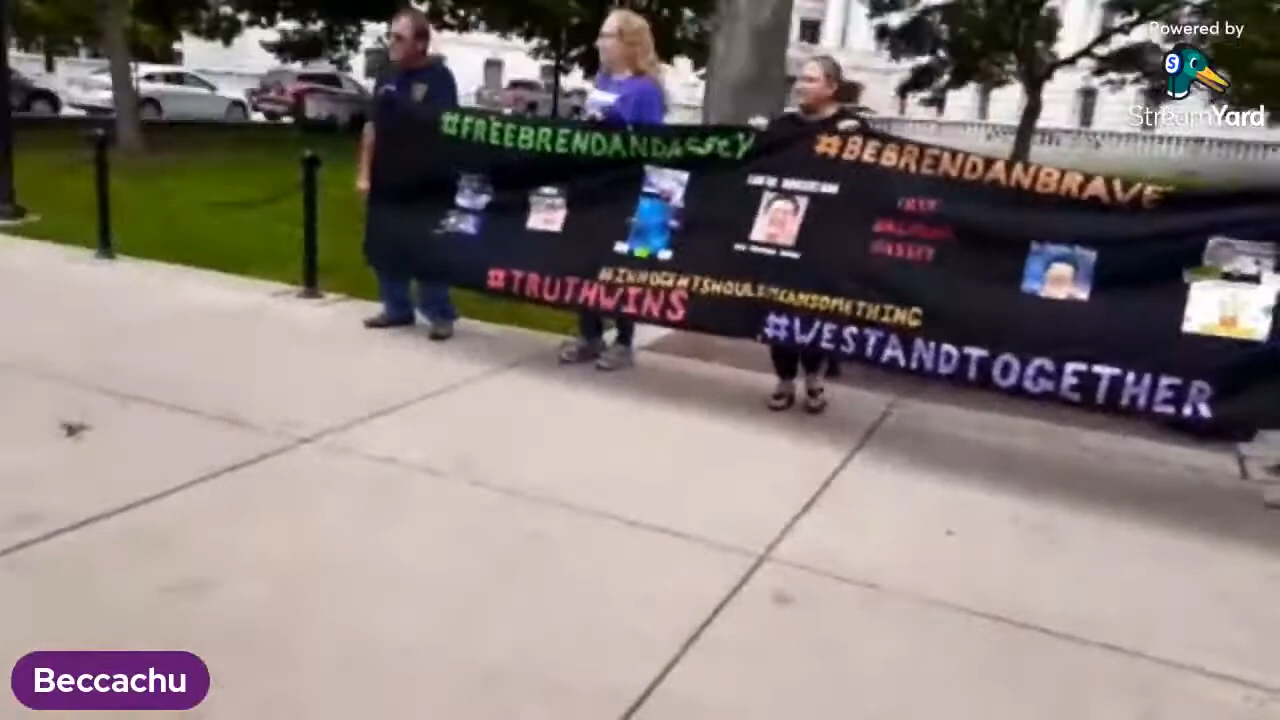 Powered by
StreamYard
#FREEBRENDANDASSEY
#BEBRENDANBRAVE
#TRUTHWINS
#INNOCENTSHOULDMEANSOMETHING
#WESTANDTOGETHER
Beccachu